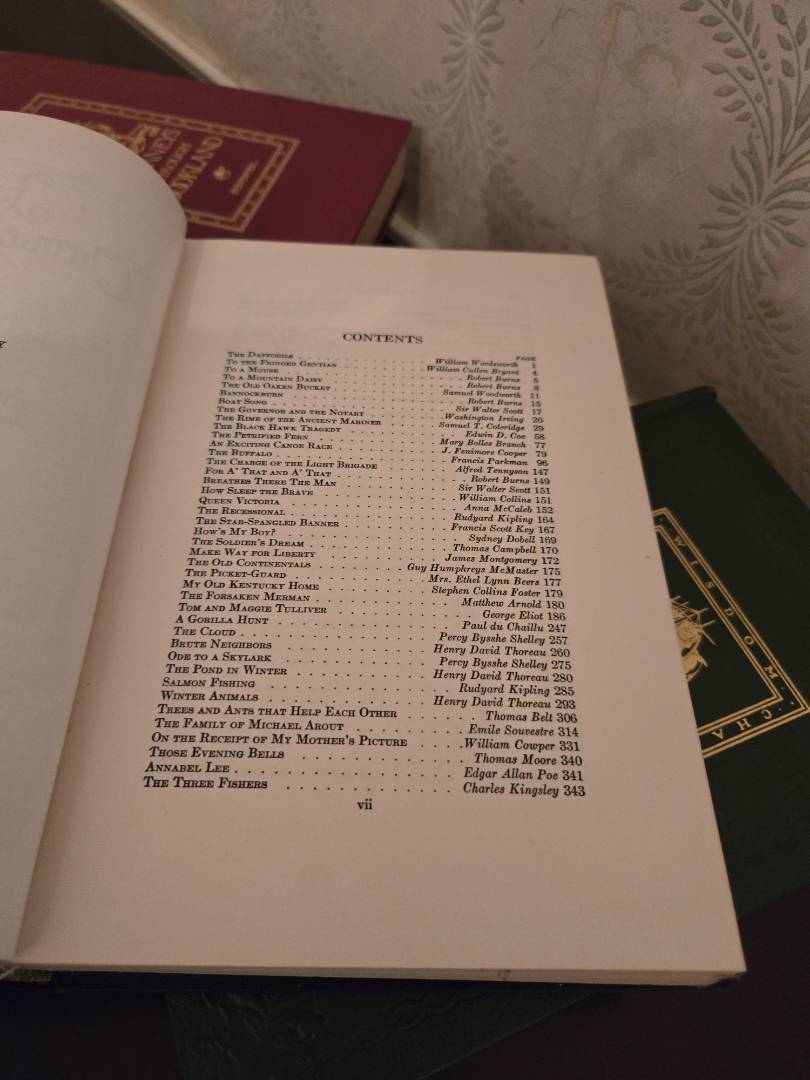 NEYS
OUGH
OOKLAND
Y
CONTENTS
PAGE
THE DAFFODILS . . . . . . . . . . . William Wordsworth 1
TO THE FRINGED GENTIAN . . . . . . . . William Cullen Bryant 4
TO A MOUSE . . . . . . . . . . . Robert Burns 5
TO A MOUNTAIN DAISY . . . . . . . . . Robert Burns 8
THE OLD OAKEN BUCKET . . . . . . . . Samuel Woodworth 11
BANNOCKBURN . . . . . . . . . . . Robert Burns 15
BOAT SONG . . . . . . . . . . . Sir Walter Scott 17
THE GOVERNOR AND THE NOTARY . . . . . . Washington Irving 20
THE RIME OF THE ANCIENT MARINER . . . . . Samuel T. Coleridge 29
THE BLACK HAWK TRAGEDY . . . . . . . . Edwin D. Coe 58
THE PETRIFIED FERN . . . . . . . . . Mary Bolles Branch 77
AN EXCITING CANOE RACE . . . . . . . . J. Fenimore Cooper 79
THE BUFFALO . . . . . . . . . . . Francis Parkman 96
THE CHARGE OF THE LIGHT BRIGADE . . . . . Alfred Tennyson 147
FOR A' THAT AND A' THAT . . . . . . . . Robert Burns 149
BREATHES THERE THE MAN . . . . . . . . Sir Walter Scott 151
HOW SLEEP THE BRAVE . . . . . . . . . William Collins 151
QUEEN VICTORIA . . . . . . . . . . Anna McCaleb 152
THE RECESSIONAL . . . . . . . . . . Rudyard Kipling 164
THE STAR-SPANGLED BANNER . . . . . . . Francis Scott Key 167
HOW'S MY BOY? . . . . . . . . . . Sydney Dobell 169
THE SOLDIER'S DREAM . . . . . . . . . Thomas Campbell 170
MAKE WAY FOR LIBERTY . . . . . . . . James Montgomery 172
THE OLD CONTINENTALS . . . . . . . Guy Humphreys McMaster 175
THE PICKET-GUARD . . . . . . . . Mrs. Ethel Lynn Beers 177
MY OLD KENTUCKY HOME . . . . . . . Stephen Collins Foster 179
THE FORSAKEN MERMAN . . . . . . . . . Matthew Arnold 180
TOM AND MAGGIE TULLIVER . . . . . . . . George Eliot 186
A GORILLA HUNT . . . . . . . . . . Paul du Chaillu 247
THE CLOUD . . . . . . . . . . . Percy Bysshe Shelley 257
BRUTE NEIGHBORS . . . . . . . . . Henry David Thoreau 260
ODE TO A SKYLARK . . . . . . . . . Percy Bysshe Shelley 275
THE POND IN WINTER . . . . . . . . Henry David Thoreau 280
SALMON FISHING . . . . . . . . . . Rudyard Kipling 285
WINTER ANIMALS . . . . . . . . . Henry David Thoreau 293
TREES AND ANTS THAT HELP EACH OTHER . . . . . . Thomas Belt 306
THE FAMILY OF MICHAEL AROUT . . . . . . . Emile Souvestre 314
ON THE RECEIPT OF MY MOTHER'S PICTURE . . . . William Cowper 331
THOSE EVENING BELLS . . . . . . . . . Thomas Moore 340
ANNABEL LEE . . . . . . . . . . . Edgar Allan Poe 341
THE THREE FISHERS . . . . . . . . . Charles Kingsley 343
vii
WISDOM
CHA